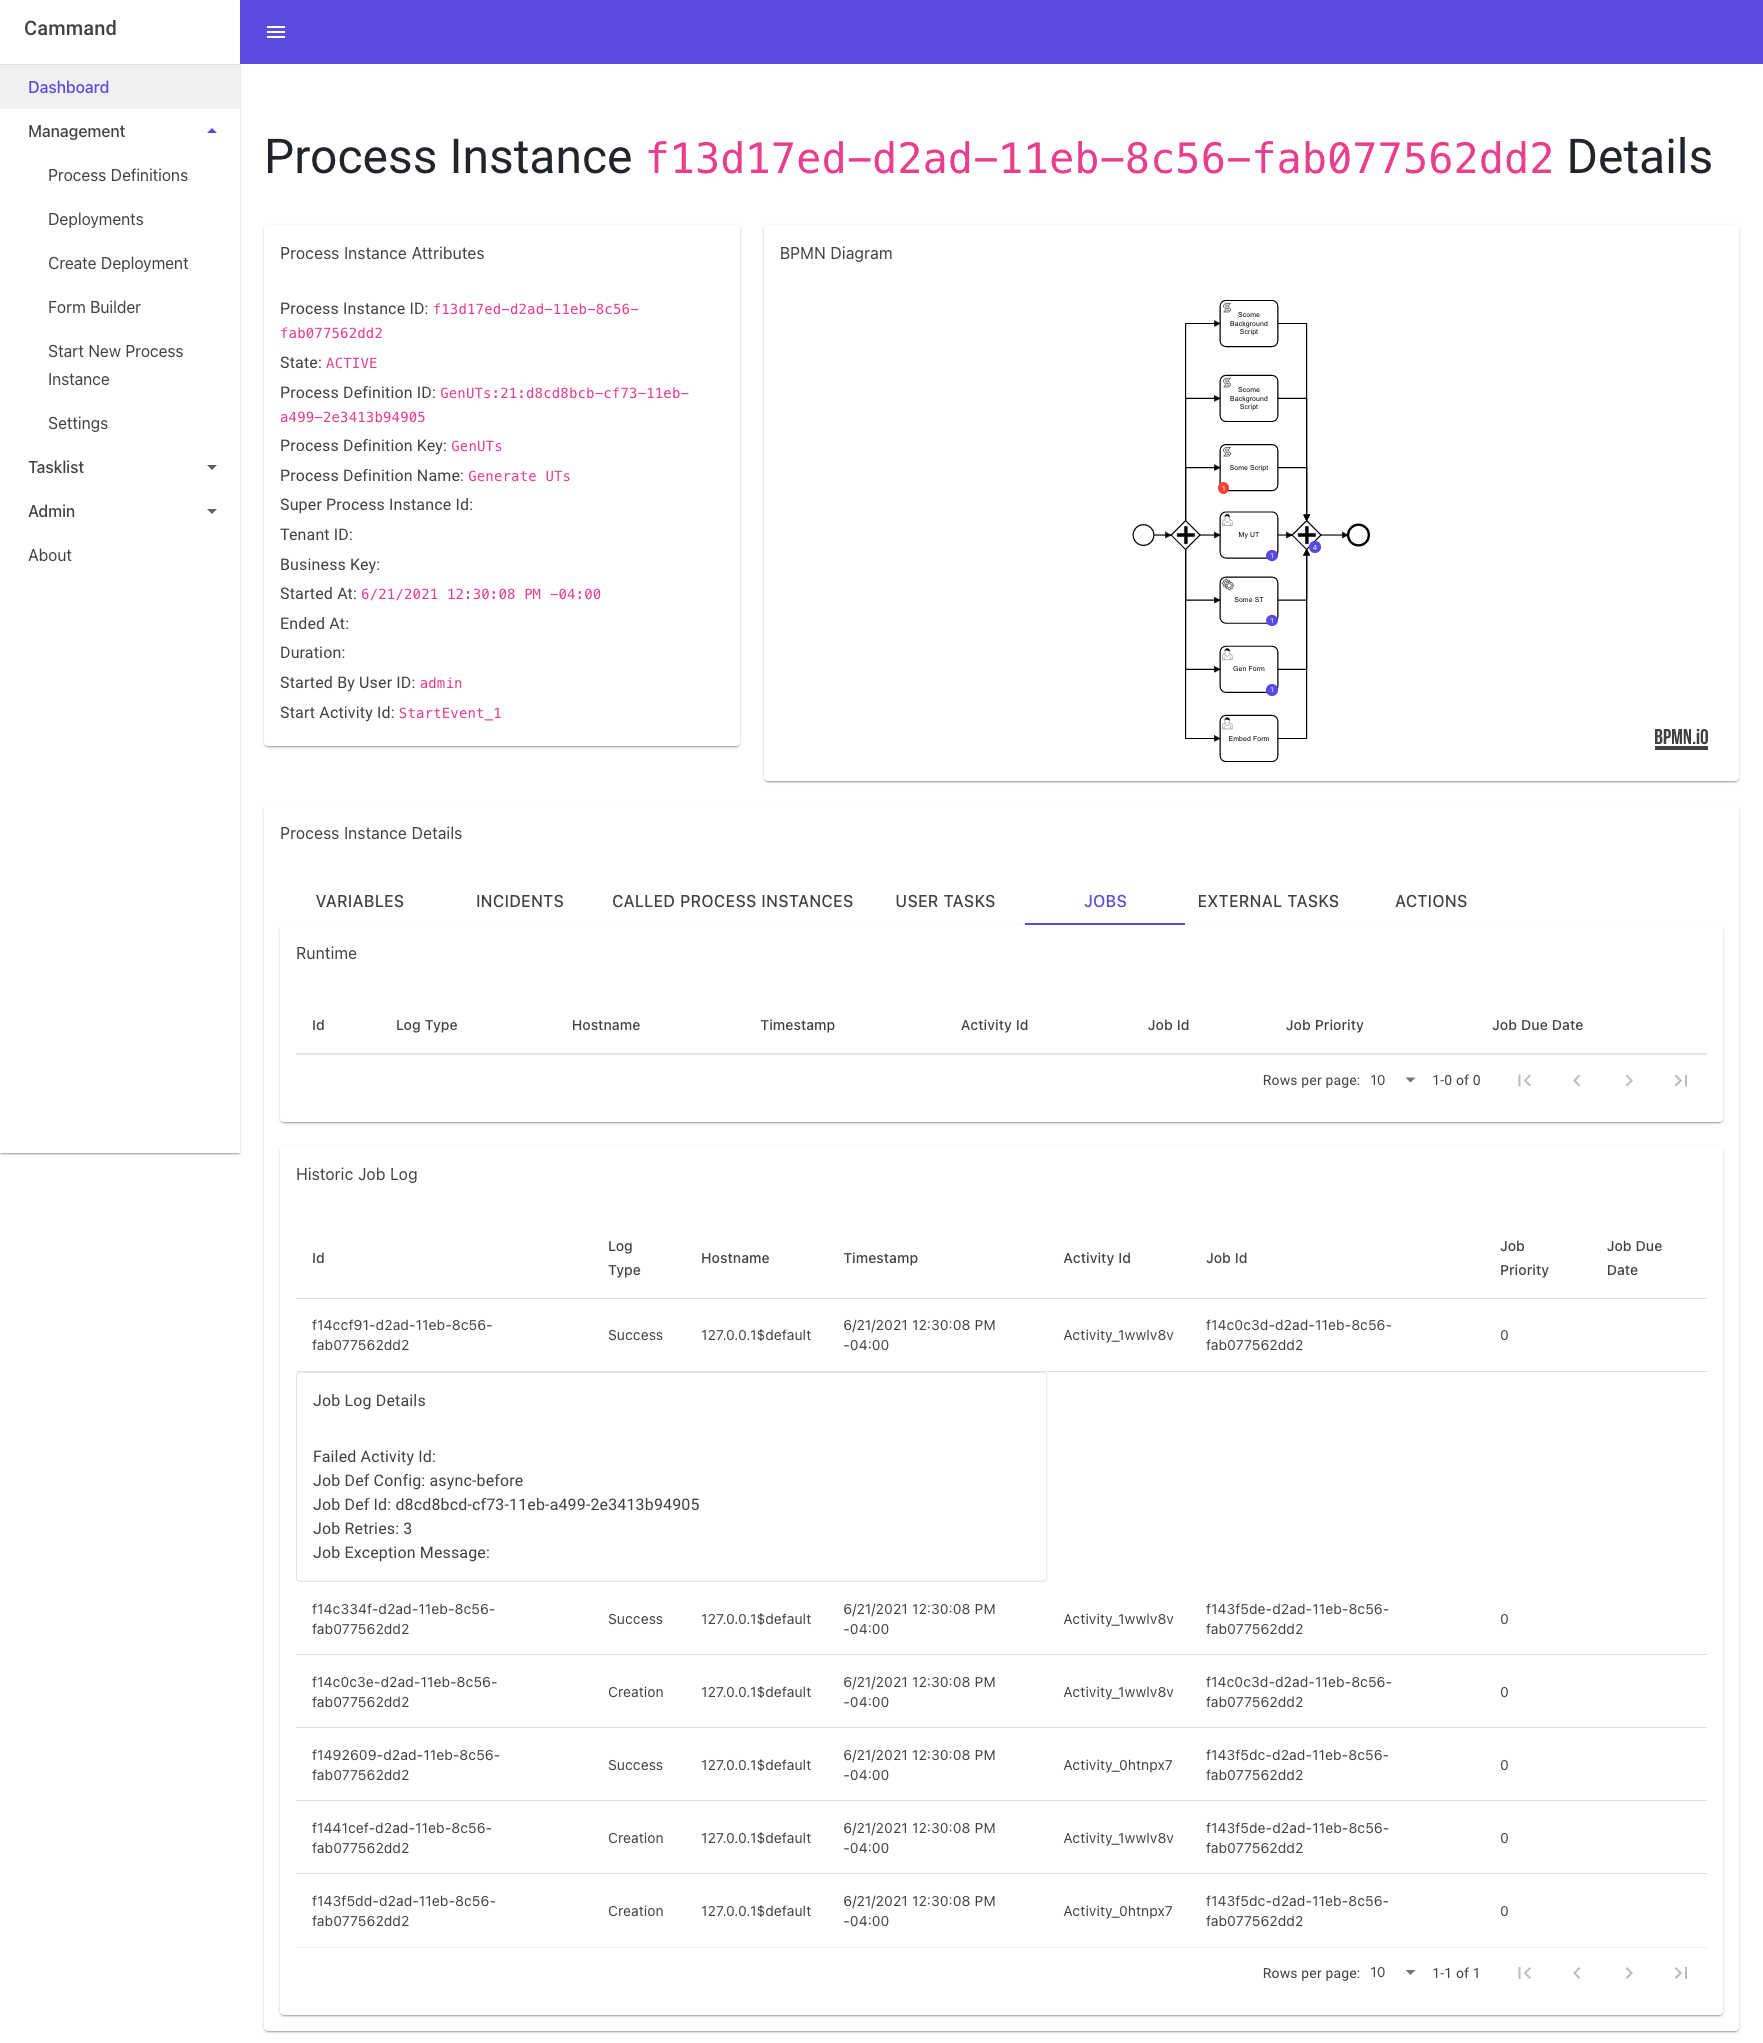 Cammand
Dashboard
Management
Process Definitions
Deployments
Create Deployment
Form Builder
Start New Process
Instance
Settings
Tasklist
Admin
About
Process Instance f13d17ed-d2ad-11eb-8c56-fab077562dd2 Details
Process Instance Attributes
Process Instance ID: f13d17ed-d2ad-11eb-8c56-
fab077562dd2
State: ACTIVE
Process Definition ID: GenUTs:21:d8cd8bcb-cf73-11eb-
a499-2e3413b94905
Process Definition Key: GenUTs
Process Definition Name: Generate UTs
Super Process Instance Id:
Tenant ID:
Business Key:
Started At: 6/21/2021 12:30:08 PM -04:00
Ended At:
Duration:
Started By User ID: admin
Start Activity Id: StartEvent_1
BPMN Diagram
Scome
Background
Script
Scome
Background
Script
Some Script
1
My UT
1
4
Some ST
1
Gen Form
1
Embed Form
BPMN.iO
Process Instance Details
VARIABLES INCIDENTS CALLED PROCESS INSTANCES USER TASKS JOBS EXTERNAL TASKS ACTIONS
Runtime
Id Log Type Hostname Timestamp Activity Id Job Id Job Priority Job Due Date
Rows per page: 10 1-0 of 0
Historic Job Log
Id Log Type Hostname Timestamp Activity Id Job Id Job Priority Job Due Date
f14ccf91-d2ad-11eb-8c56-fab077562dd2 Success 127.0.0.1$default 6/21/2021 12:30:08 PM -04:00 Activity_1wwlv8v f14c0c3d-d2ad-11eb-8c56-fab077562dd2 0
Job Log Details
Failed Activity Id:
Job Def Config: async-before
Job Def Id: d8cd8bcd-cf73-11eb-a499-2e3413b94905
Job Retries: 3
Job Exception Message:
f14c334f-d2ad-11eb-8c56-fab077562dd2 Success 127.0.0.1$default 6/21/2021 12:30:08 PM -04:00 Activity_1wwlv8v f143f5de-d2ad-11eb-8c56-fab077562dd2 0
f14c0c3e-d2ad-11eb-8c56-fab077562dd2 Creation 127.0.0.1$default 6/21/2021 12:30:08 PM -04:00 Activity_1wwlv8v f14c0c3d-d2ad-11eb-8c56-fab077562dd2 0
f1492609-d2ad-11eb-8c56-fab077562dd2 Success 127.0.0.1$default 6/21/2021 12:30:08 PM -04:00 Activity_0htnpx7 f143f5dc-d2ad-11eb-8c56-fab077562dd2 0
f1441cef-d2ad-11eb-8c56-fab077562dd2 Creation 127.0.0.1$default 6/21/2021 12:30:08 PM -04:00 Activity_1wwlv8v f143f5de-d2ad-11eb-8c56-fab077562dd2 0
f143f5dd-d2ad-11eb-8c56-fab077562dd2 Creation 127.0.0.1$default 6/21/2021 12:30:08 PM -04:00 Activity_0htnpx7 f143f5dc-d2ad-11eb-8c56-fab077562dd2 0
Rows per page: 10 1-1 of 1